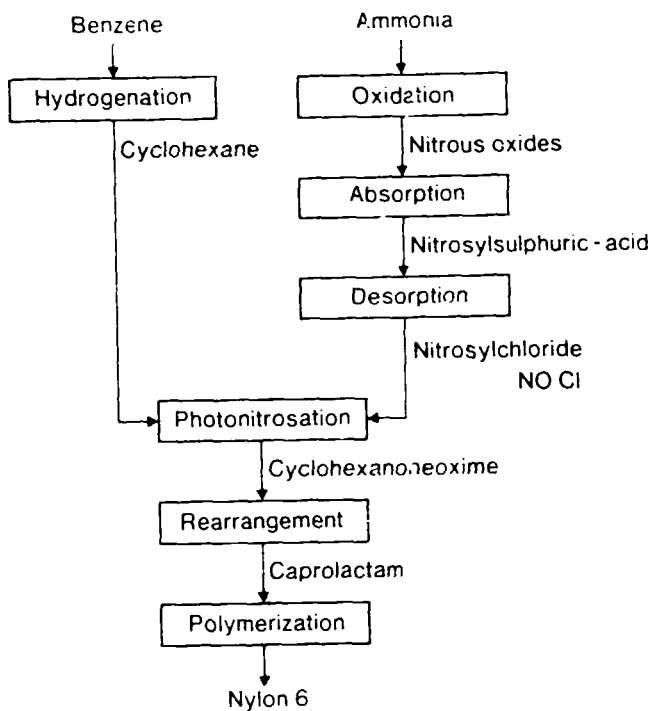 Benzene
Ammonia
Hydrogenation
Oxidation
Cyclohexane
Nitrous oxides
Absorption
Nitrosylsulphuric-acid
Desorption
Nitrosylchloride
NO Cl
Photonitrosation
Cyclohexanoneoxime
Rearrangement
Caprolactam
Polymerization
Nylon 6